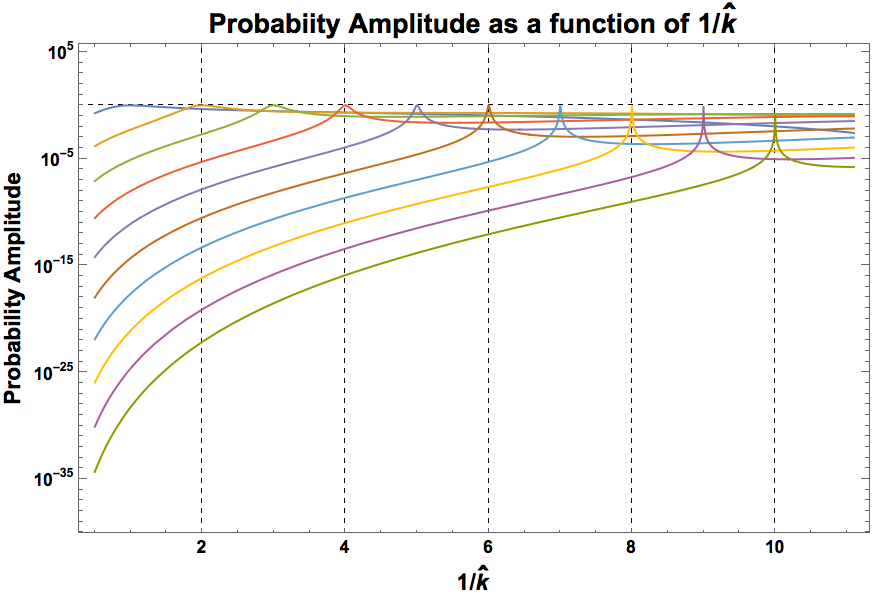 Probabiity Amplitude as a function of 1/k̂
10^5
10^−5
10^−15
10^−25
10^−35
Probability Amplitude
2 4 6 8 10
1/k̂